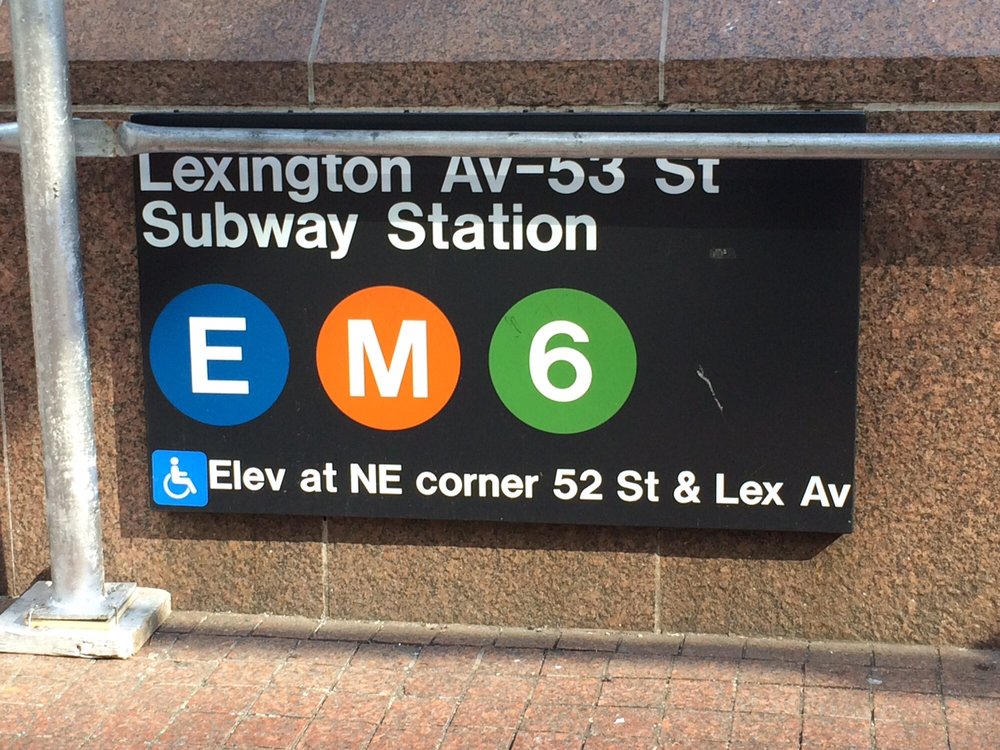 Lexington Av-53 St
Subway Station
E M 6
Elev at NE corner 52 St & Lex Av